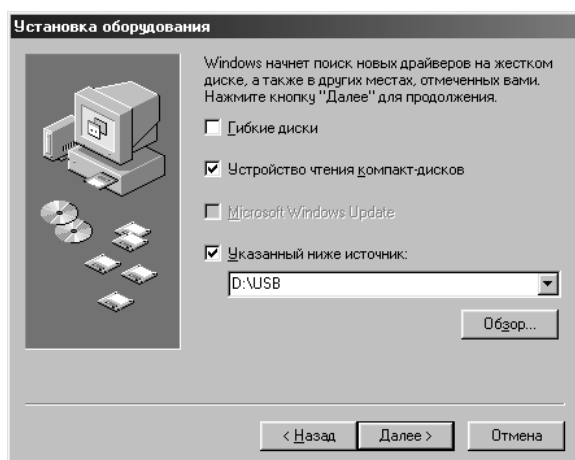 Установка оборудования
Windows начнет поиск новых драйверов на жестком
диске, а также в других местах, отмеченных вами.
Нажмите кнопку "Далее" для продолжения.
Гибкие диски
Устройство чтения компакт-дисков
Microsoft Windows Update
Указанный ниже источник:
D:\USB
Обзор...
< Назад
Далее >
Отмена